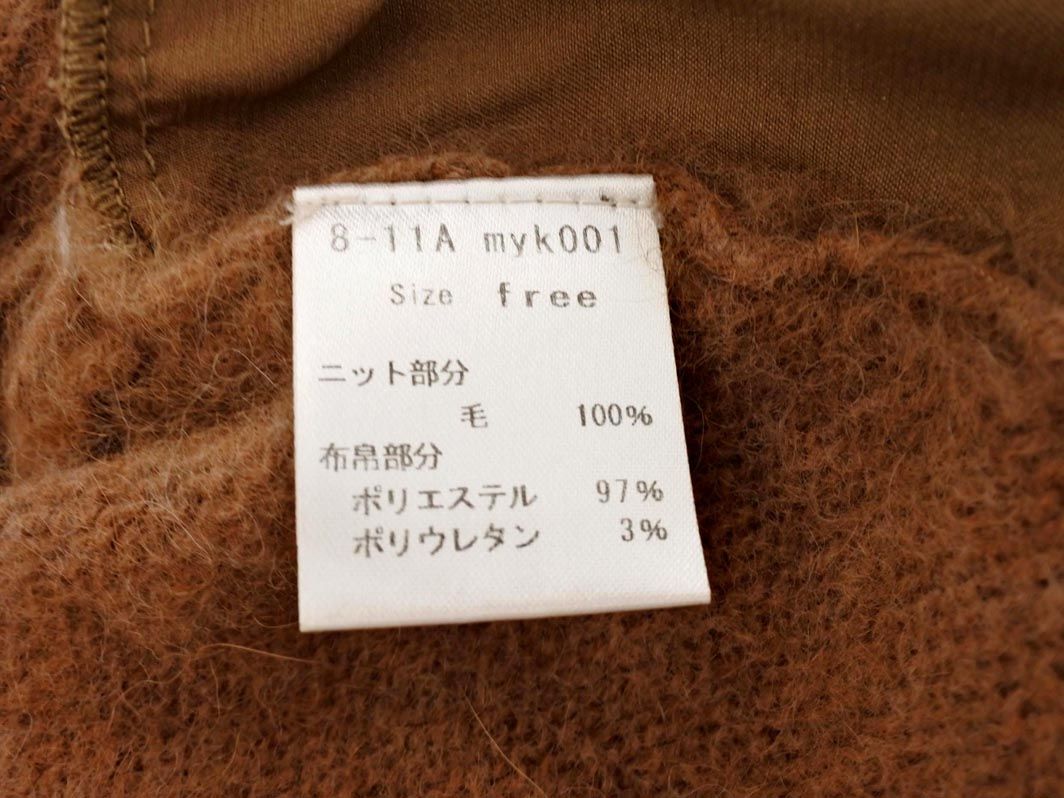 8-11A myk001
Size free
ニット部分
毛 100%
布帛部分
ポリエステル 97%
ポリウレタン 3%